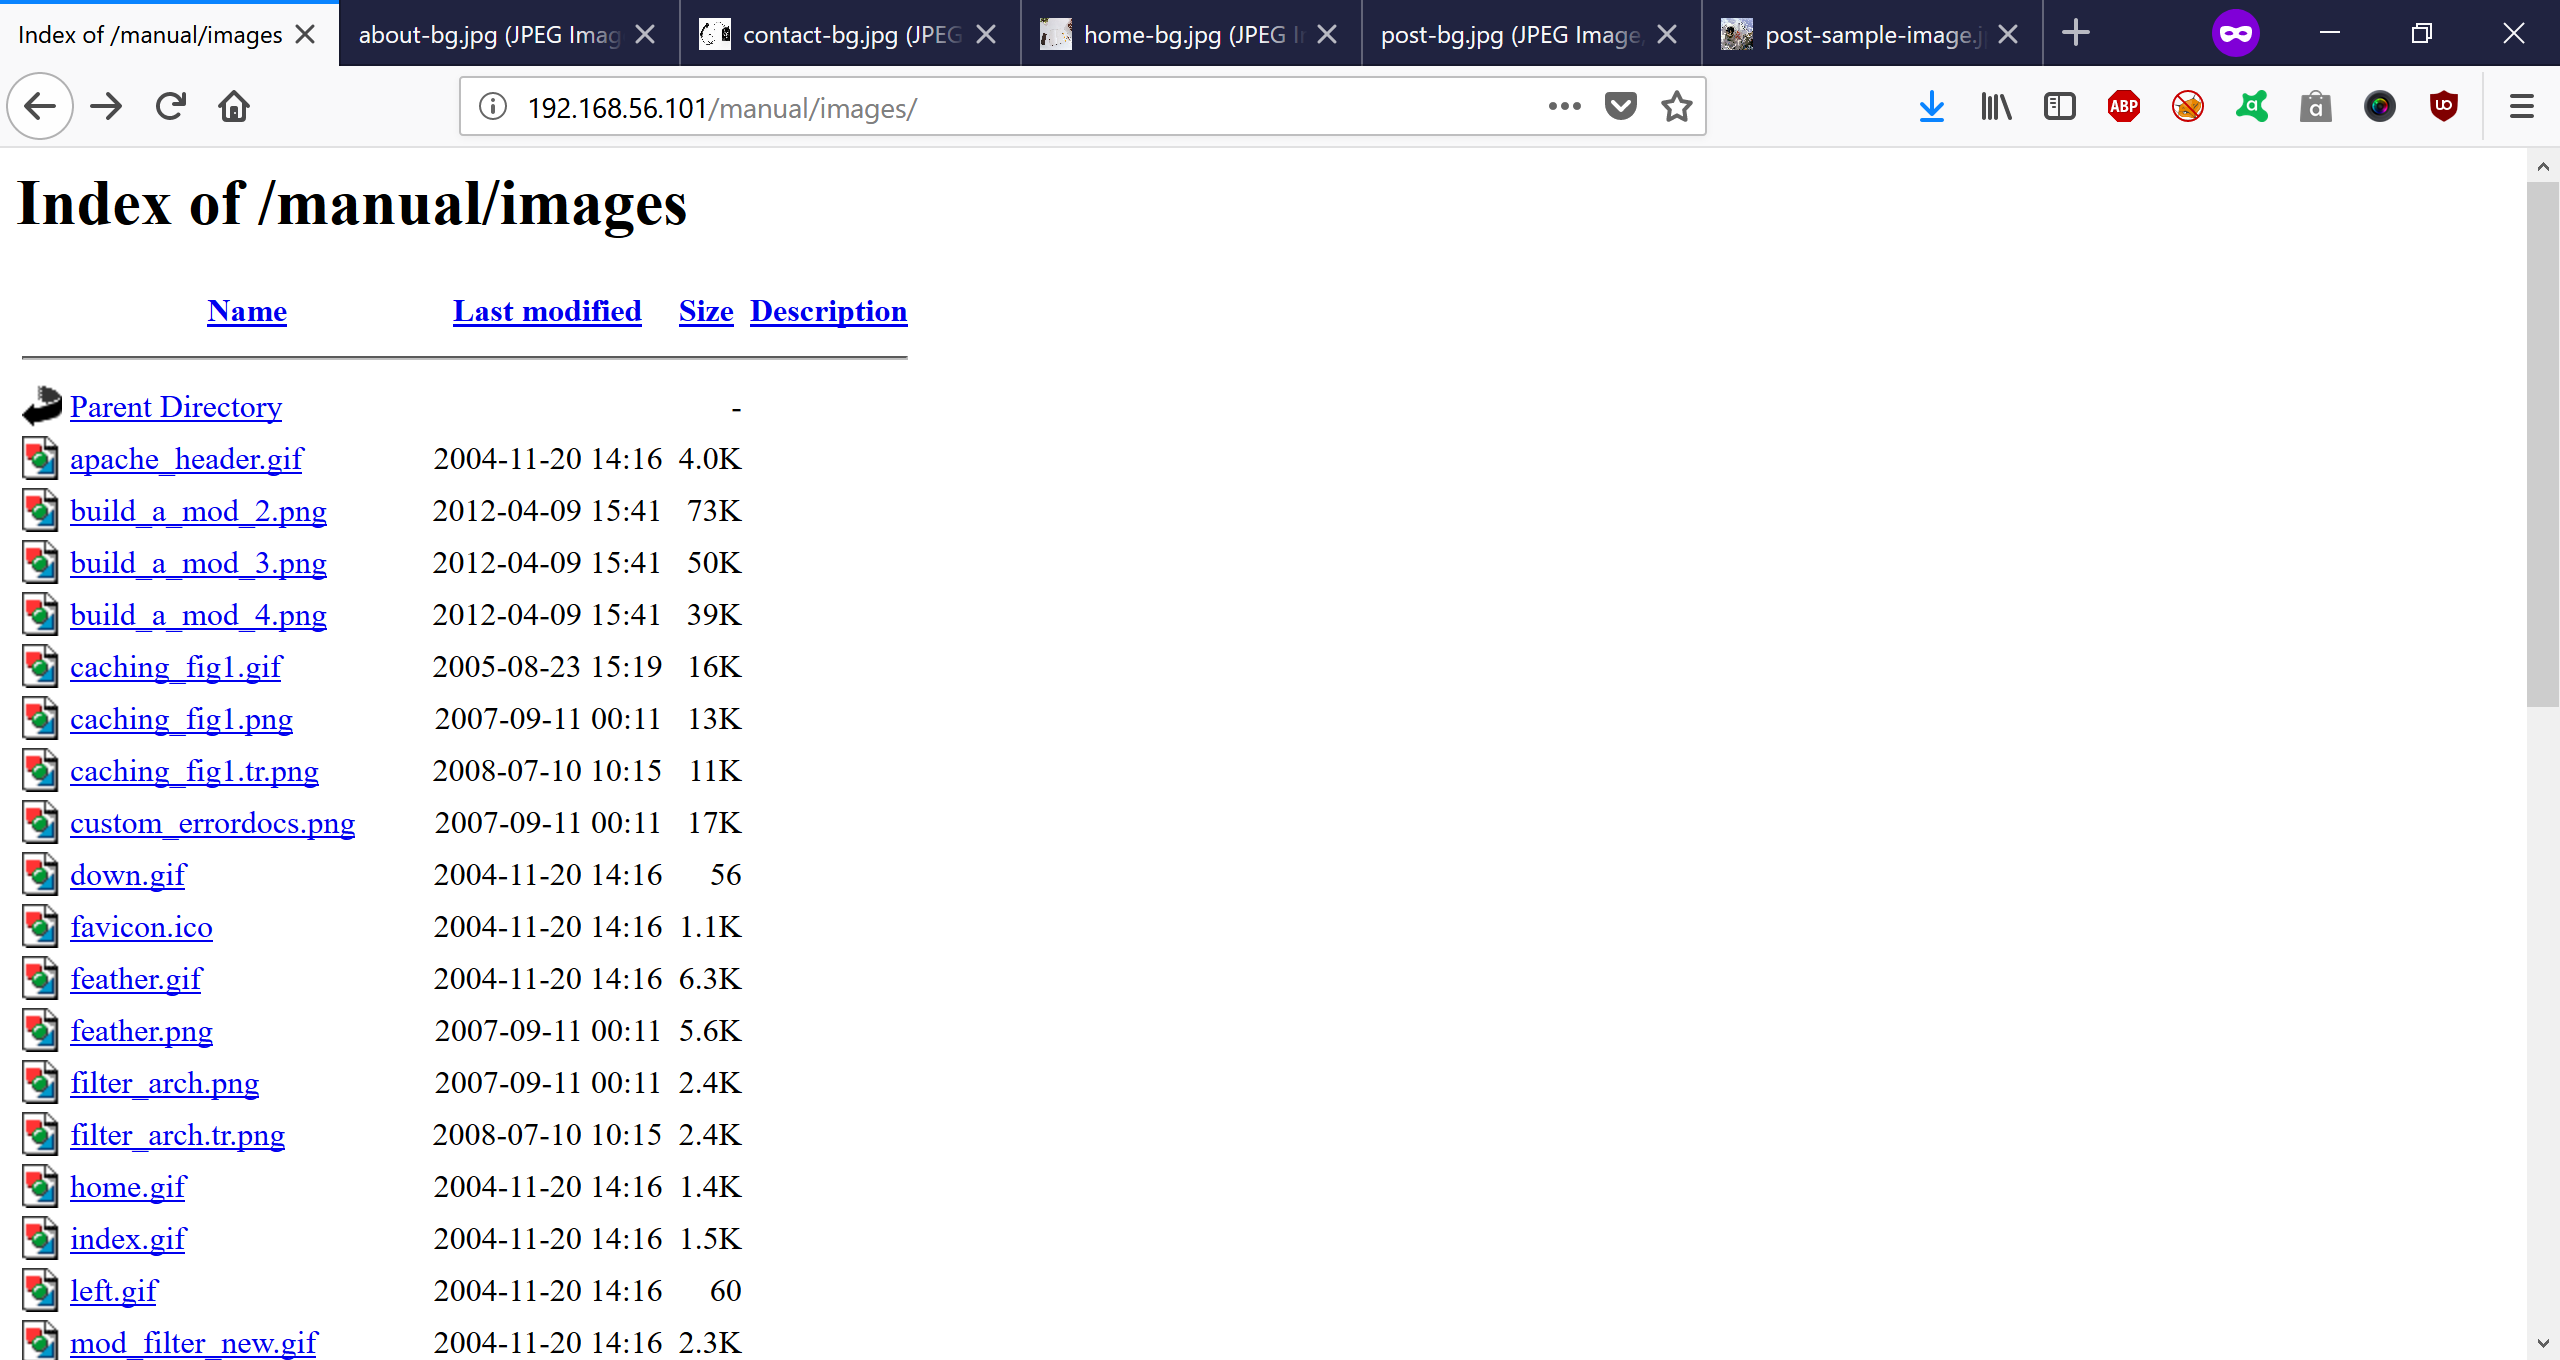 Index of /manual/images
about-bg.jpg (JPEG Imag
contact-bg.jpg (JPEG
home-bg.jpg (JPEG I
post-bg.jpg (JPEG Image,
post-sample-image.j
192.168.56.101/manual/images/
ABP
a
a
Index of /manual/images
Name Last modified Size Description
Parent Directory -
apache_header.gif 2004-11-20 14:16 4.0K
build_a_mod_2.png 2012-04-09 15:41 73K
build_a_mod_3.png 2012-04-09 15:41 50K
build_a_mod_4.png 2012-04-09 15:41 39K
caching_fig1.gif 2005-08-23 15:19 16K
caching_fig1.png 2007-09-11 00:11 13K
caching_fig1.tr.png 2008-07-10 10:15 11K
custom_errordocs.png 2007-09-11 00:11 17K
down.gif 2004-11-20 14:16 56
favicon.ico 2004-11-20 14:16 1.1K
feather.gif 2004-11-20 14:16 6.3K
feather.png 2007-09-11 00:11 5.6K
filter_arch.png 2007-09-11 00:11 2.4K
filter_arch.tr.png 2008-07-10 10:15 2.4K
home.gif 2004-11-20 14:16 1.4K
index.gif 2004-11-20 14:16 1.5K
left.gif 2004-11-20 14:16 60
mod_filter_new.gif 2004-11-20 14:16 2.3K